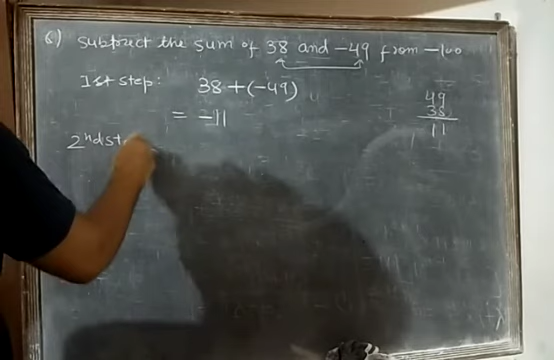 6) Subtract the sum of 38 and -49 from -100
1st step: 38 + (-49)
= -11
49
38
11
2nd st